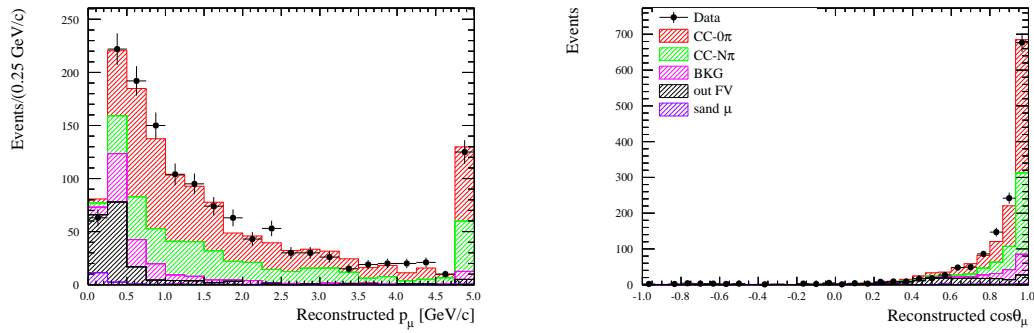 Events/(0.25 GeV/c)
250
200
150
100
50
0
0.0 0.5 1.0 1.5 2.0 2.5 3.0 3.5 4.0 4.5 5.0
Reconstructed pμ [GeV/c]
Events
700
600
500
400
300
200
100
0
Data
CC-0π
CC-Nπ
BKG
out FV
sand μ
-1.0 -0.8 -0.6 -0.4 -0.2 0.0 0.2 0.4 0.6 0.8 1.0
Reconstructed cosθμ